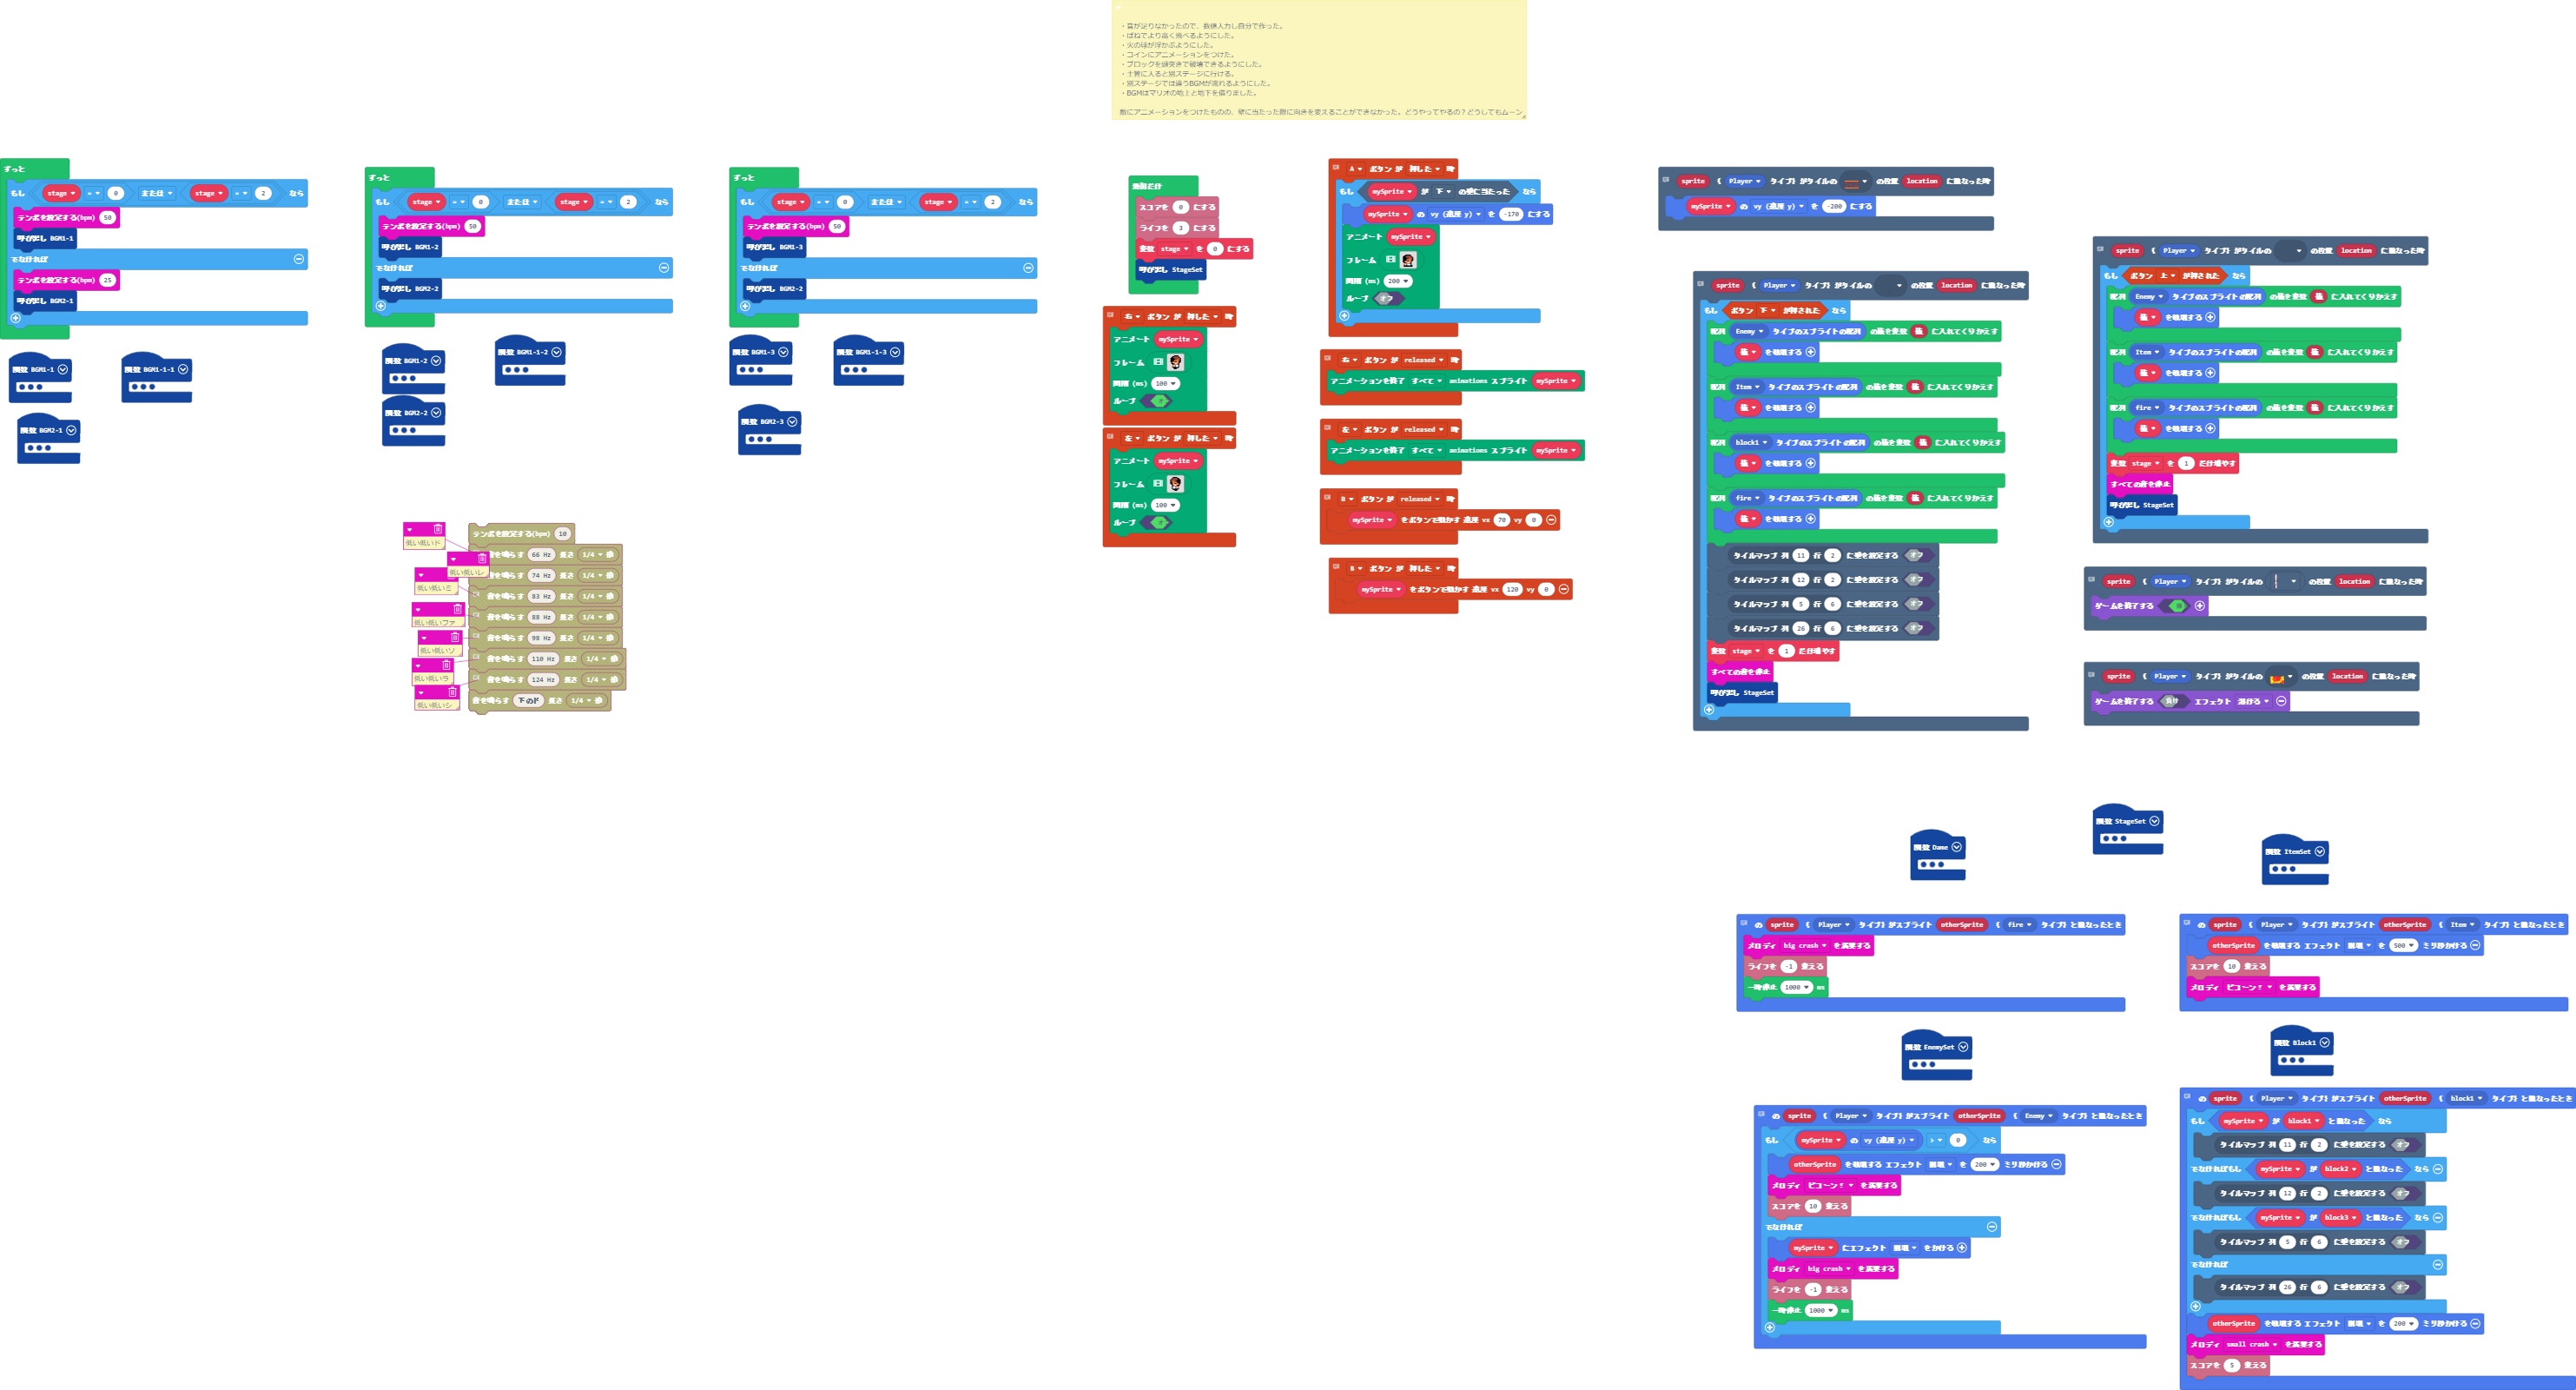 ・音が足りなかったので、数値入力し自分で作った。
・ばねでより高く飛べるようにした。
・火の球が浮かぶようにした。
・コインにアニメーションをつけた。
・ブロックを頭突きで破壊できるようにした。
・土管に入ると別ステージに行ける。
・別ステージでは違うBGMが流れるようにした。
・BGMはマリオの地上と地下を借りました。
敵にアニメーションをつけたものの、壁に当たった際に向きを変えることができなかった。どうやってやるの？どうしてもムーン
ずっと
もし stage = 0 または stage = 2 なら
テンポを設定する(bpm) 50
呼び出し BGM1-1
でなければ
テンポを設定する(bpm) 25
呼び出し BGM2-1
関数 BGM1-1
関数 BGM1-1-1
関数 BGM2-1
ずっと
もし stage = 0 または stage = 2 なら
テンポを設定する(bpm) 50
呼び出し BGM1-2
でなければ
呼び出し BGM2-2
関数 BGM1-2
関数 BGM1-1-2
関数 BGM2-2
ずっと
もし stage = 0 または stage = 2 なら
テンポを設定する(bpm) 50
呼び出し BGM1-3
でなければ
呼び出し BGM2-2
関数 BGM1-3
関数 BGM1-1-3
関数 BGM2-3
テンポを設定する(bpm) 10
低い低いド
音を鳴らす 66 Hz 長さ 1/4 拍
低い低いレ
音を鳴らす 74 Hz 長さ 1/4 拍
低い低いミ
音を鳴らす 83 Hz 長さ 1/4 拍
低い低いファ
音を鳴らす 88 Hz 長さ 1/4 拍
低い低いソ
音を鳴らす 98 Hz 長さ 1/4 拍
低い低いラ
音を鳴らす 110 Hz 長さ 1/4 拍
低い低いシ
音を鳴らす 124 Hz 長さ 1/4 拍
音を鳴らす 下のド 長さ 1/4 拍
最初だけ
スコアを 0 にする
ライフを 3 にする
変数 stage を 0 にする
呼び出し StageSet
右 ボタン が 押した 時
アニメート mySprite
フレーム
間隔 (ms) 100
ループ オン
左 ボタン が 押した 時
アニメート mySprite
フレーム
間隔 (ms) 100
ループ オン
A ボタン が 押した 時
もし mySprite が 下 の壁に当たった なら
mySprite の vy (速度 y) を -170 にする
アニメート mySprite
フレーム
間隔 (ms) 200
ループ オフ
右 ボタン が released 時
アニメーションを終了 すべて animations スプライト mySprite
左 ボタン が released 時
アニメーションを終了 すべて animations スプライト mySprite
B ボタン が released 時
mySprite をボタンで動かす 速度 vx 70 vy 0
B ボタン が 押した 時
mySprite をボタンで動かす 速度 vx 120 vy 0
sprite ( Player タイプ) がタイルの の位置 location に重なった時
mySprite の vy (速度 y) を -200 にする
sprite ( Player タイプ) がタイルの の位置 location に重なった時
もし ボタン 下 が押された なら
配列 Enemy タイプのスプライトの配列 の値を変数 値 に入れてくりかえす
値 を破壊する
配列 Item タイプのスプライトの配列 の値を変数 値 に入れてくりかえす
値 を破壊する
配列 block1 タイプのスプライトの配列 の値を変数 値 に入れてくりかえす
値 を破壊する
配列 fire タイプのスプライトの配列 の値を変数 値 に入れてくりかえす
値 を破壊する
タイルマップ 列 11 行 2 に壁を設定する オフ
タイルマップ 列 12 行 2 に壁を設定する オフ
タイルマップ 列 5 行 6 に壁を設定する オフ
タイルマップ 列 26 行 6 に壁を設定する オフ
変数 stage を 1 だけ増やす
すべての音を停止
呼び出し StageSet
sprite ( Player タイプ) がタイルの の位置 location に重なった時
もし ボタン 上 が押された なら
配列 Enemy タイプのスプライトの配列 の値を変数 値 に入れてくりかえす
値 を破壊する
配列 Item タイプのスプライトの配列 の値を変数 値 に入れてくりかえす
値 を破壊する
配列 fire タイプのスプライトの配列 の値を変数 値 に入れてくりかえす
値 を破壊する
変数 stage を 1 だけ増やす
すべての音を停止
呼び出し StageSet
sprite ( Player タイプ) がタイルの の位置 location に重なった時
ゲームを終了する
sprite ( Player タイプ) がタイルの の位置 location に重なった時
ゲームを終了する 負け エフェクト 溶ける
関数 StageSet
関数 Dame
関数 ItemSet
の sprite ( Player タイプ) がスプライト otherSprite ( fire タイプ) と重なったとき
メロディ big crash を演奏する
ライフを -1 変える
一時停止 1000 ms
の sprite ( Player タイプ) がスプライト otherSprite ( Item タイプ) と重なったとき
otherSprite を破壊する エフェクト 崩壊 を 500 ミリ秒かける
スコアを 10 変える
メロディ ピコーン！ を演奏する
関数 EnemySet
関数 Block1
の sprite ( Player タイプ) がスプライト otherSprite ( Enemy タイプ) と重なったとき
もし mySprite の vy (速度 y) > 0 なら
otherSprite を破壊する エフェクト 崩壊 を 200 ミリ秒かける
メロディ ピコーン！ を演奏する
スコアを 10 変える
でなければ
mySprite にエフェクト 崩壊 をかける
メロディ big crash を演奏する
ライフを -1 変える
一時停止 1000 ms
の sprite ( Player タイプ) がスプライト otherSprite ( block1 タイプ) と重なったとき
もし mySprite が block1 と重なった なら
タイルマップ 列 11 行 2 に壁を設定する オフ
でなければもし mySprite が block2 と重なった なら
タイルマップ 列 12 行 2 に壁を設定する オフ
でなければもし mySprite が block3 と重なった なら
タイルマップ 列 5 行 6 に壁を設定する オフ
でなければ
タイルマップ 列 26 行 6 に壁を設定する オフ
otherSprite を破壊する エフェクト 崩壊 を 200 ミリ秒かける
メロディ small crash を演奏する
スコアを 5 変える